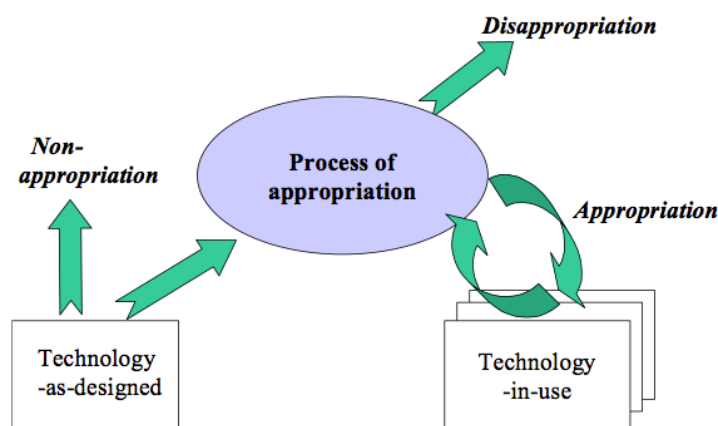 Disappropriation
Non-
appropriation
Process of
appropriation
Appropriation
Technology
-as-designed
Technology
-in-use